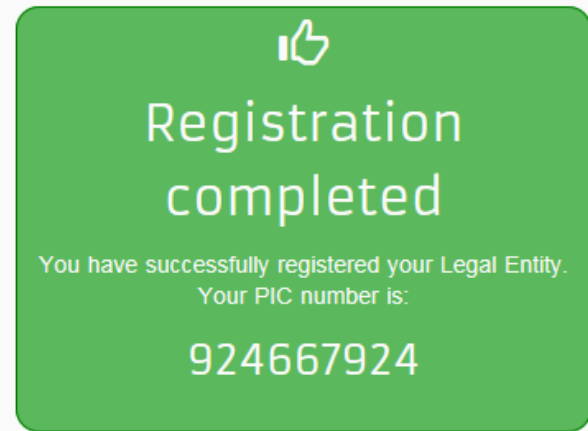 Registration
completed
You have successfully registered your Legal Entity.
Your PIC number is:
924667924